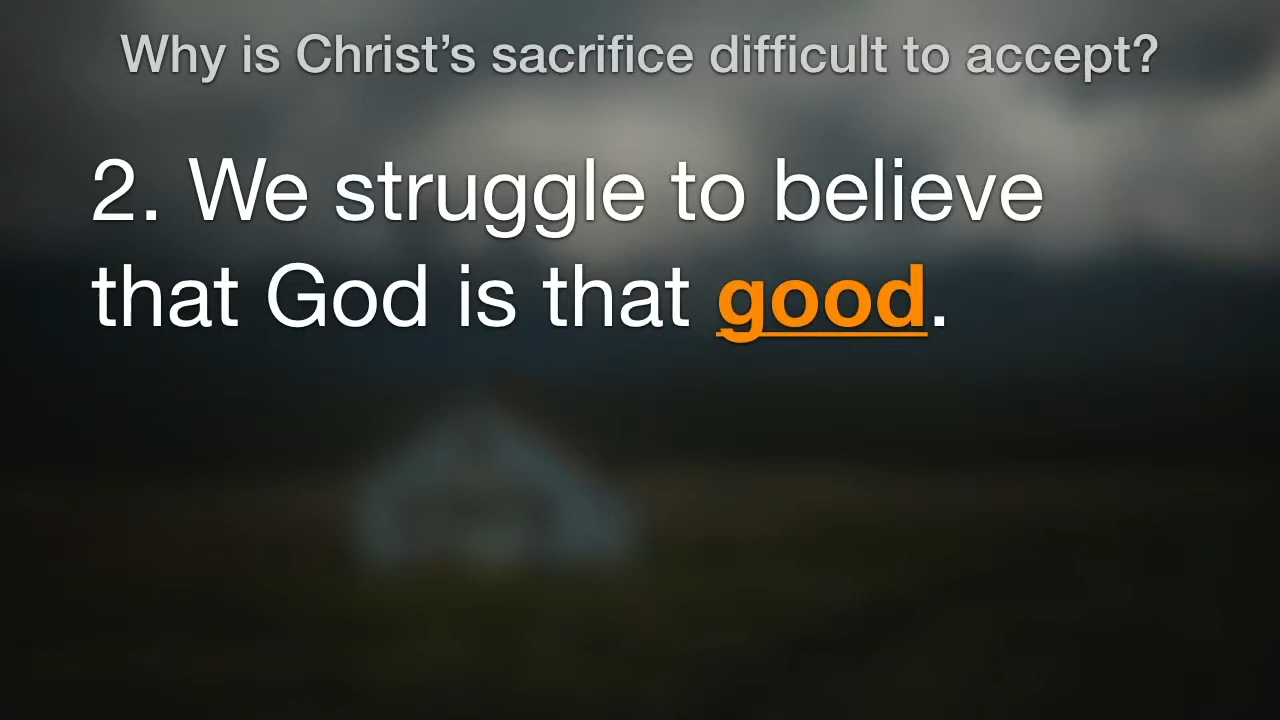 Why is Christ’s sacrifice difficult to accept?
2. We struggle to believe
that God is that good.